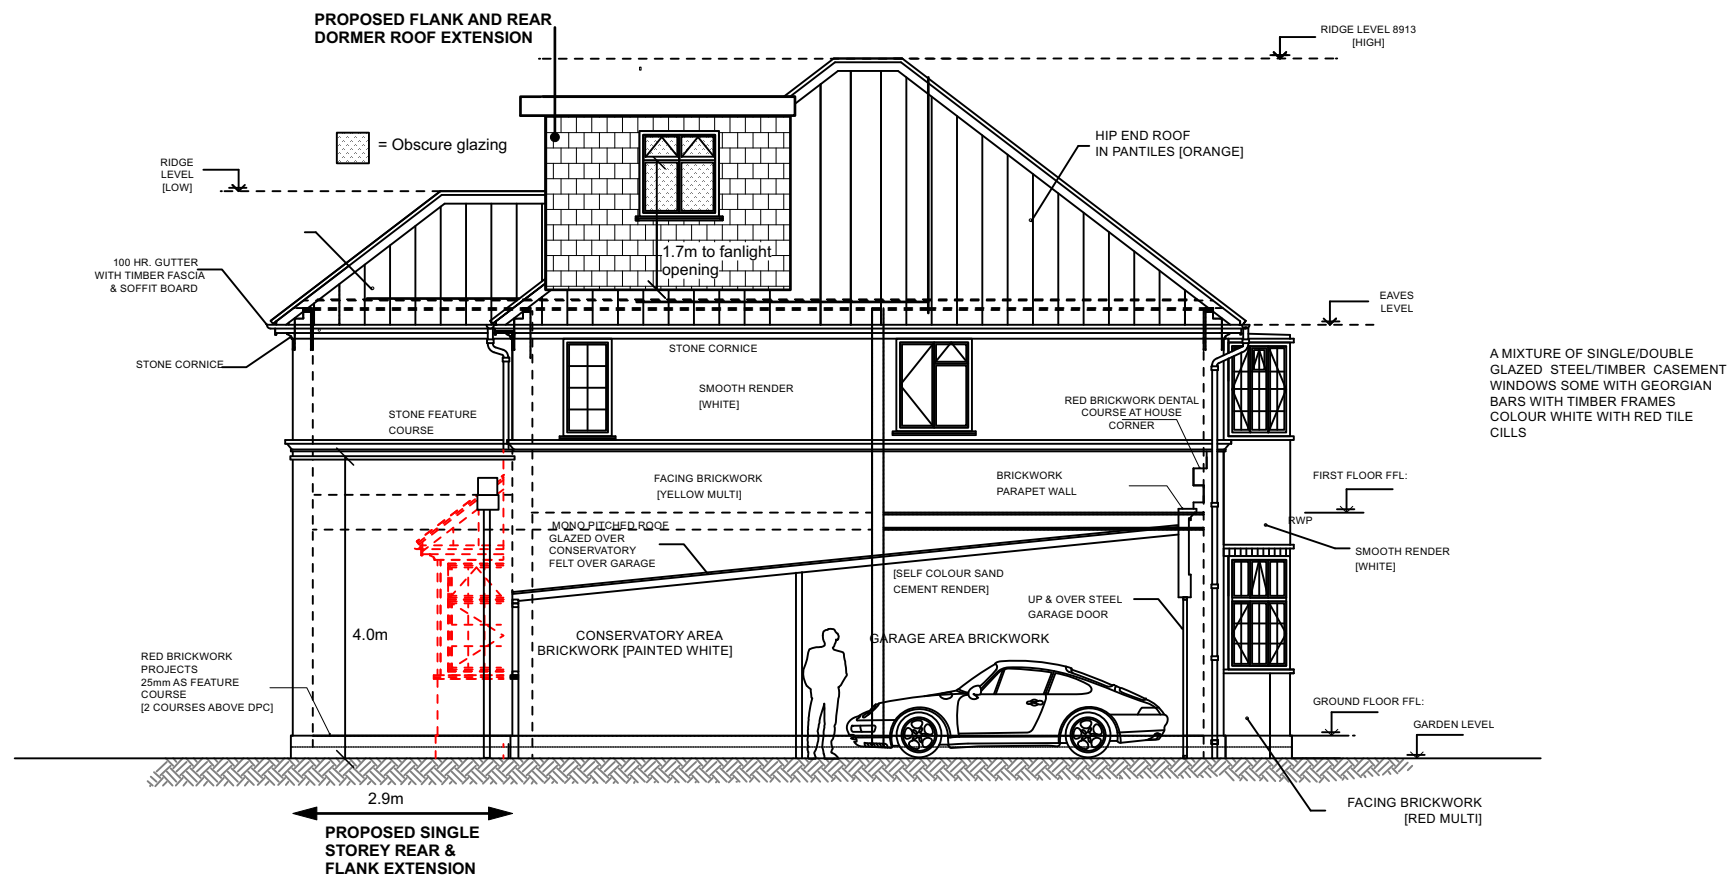 PROPOSED FLANK AND REAR
DORMER ROOF EXTENSION
RIDGE LEVEL 8913
[HIGH]
= Obscure glazing
HIP END ROOF
IN PANTILES [ORANGE]
RIDGE
LEVEL
[LOW]
1.7m to fanlight
opening
100 HR. GUTTER
WITH TIMBER FASCIA
& SOFFIT BOARD
EAVES
LEVEL
STONE CORNICE
STONE CORNICE
A MIXTURE OF SINGLE/DOUBLE
GLAZED STEEL/TIMBER CASEMENT
WINDOWS SOME WITH GEORGIAN
BARS WITH TIMBER FRAMES
COLOUR WHITE WITH RED TILE
CILLS
SMOOTH RENDER
[WHITE]
STONE FEATURE
COURSE
RED BRICKWORK DENTAL
COURSE AT HOUSE
CORNER
FACING BRICKWORK
[YELLOW MULTI]
BRICKWORK
PARAPET WALL
FIRST FLOOR FFL:
RWP
MONO PITCHED ROOF
GLAZED OVER
CONSERVATORY
FELT OVER GARAGE
SMOOTH RENDER
[WHITE]
[SELF COLOUR SAND
CEMENT RENDER]
UP & OVER STEEL
GARAGE DOOR
4.0m
CONSERVATORY AREA
BRICKWORK [PAINTED WHITE]
GARAGE AREA BRICKWORK
RED BRICKWORK
PROJECTS
25mm AS FEATURE
COURSE
[2 COURSES ABOVE DPC]
GROUND FLOOR FFL:
GARDEN LEVEL
2.9m
FACING BRICKWORK
[RED MULTI]
PROPOSED SINGLE
STOREY REAR &
FLANK EXTENSION